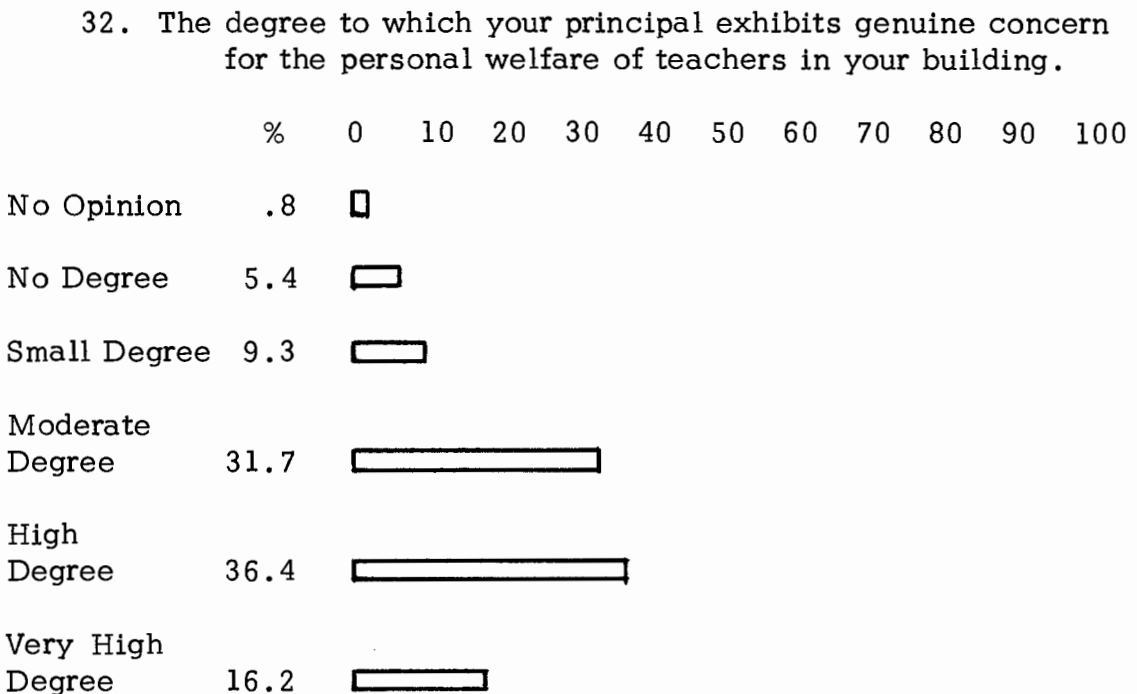 32. The degree to which your principal exhibits genuine concern
for the personal welfare of teachers in your building.
% 0 10 20 30 40 50 60 70 80 90 100
No Opinion .8
No Degree 5.4
Small Degree 9.3
Moderate
Degree 31.7
High
Degree 36.4
Very High
Degree 16.2